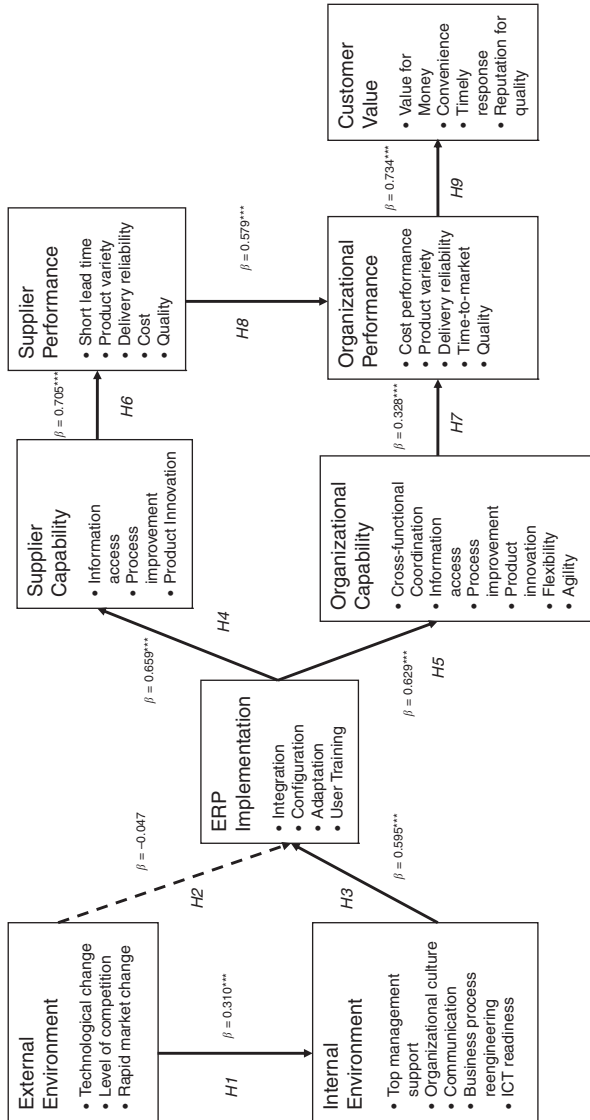 External
Environment
• Technological change
• Level of competition
• Rapid market change
H1
β = 0.310***
Internal
Environment
• Top management
support
• Organizational culture
• Communication
• Business process
reengineering
• ICT readiness
β = –0.047
H2
H3
β = 0.595***
ERP
Implementation
• Integration
• Configuration
• Adaptation
• User Training
β = 0.659***
H4
β = 0.629***
H5
Supplier
Capability
• Information
access
• Process
improvement
• Product Innovation
Organizational
Capability
• Cross-functional
Coordination
• Information
access
• Process
improvement
• Product
innovation
• Flexibility
• Agility
β = 0.705***
H6
β = 0.328***
H7
Supplier
Performance
• Short lead time
• Product variety
• Delivery reliability
• Cost
• Quality
H8
β = 0.579***
Organizational
Performance
• Cost performance
• Product variety
• Delivery reliability
• Time-to-market
• Quality
β = 0.734***
H9
Customer
Value
• Value for
Money
• Convenience
• Timely
response
• Reputation for
quality